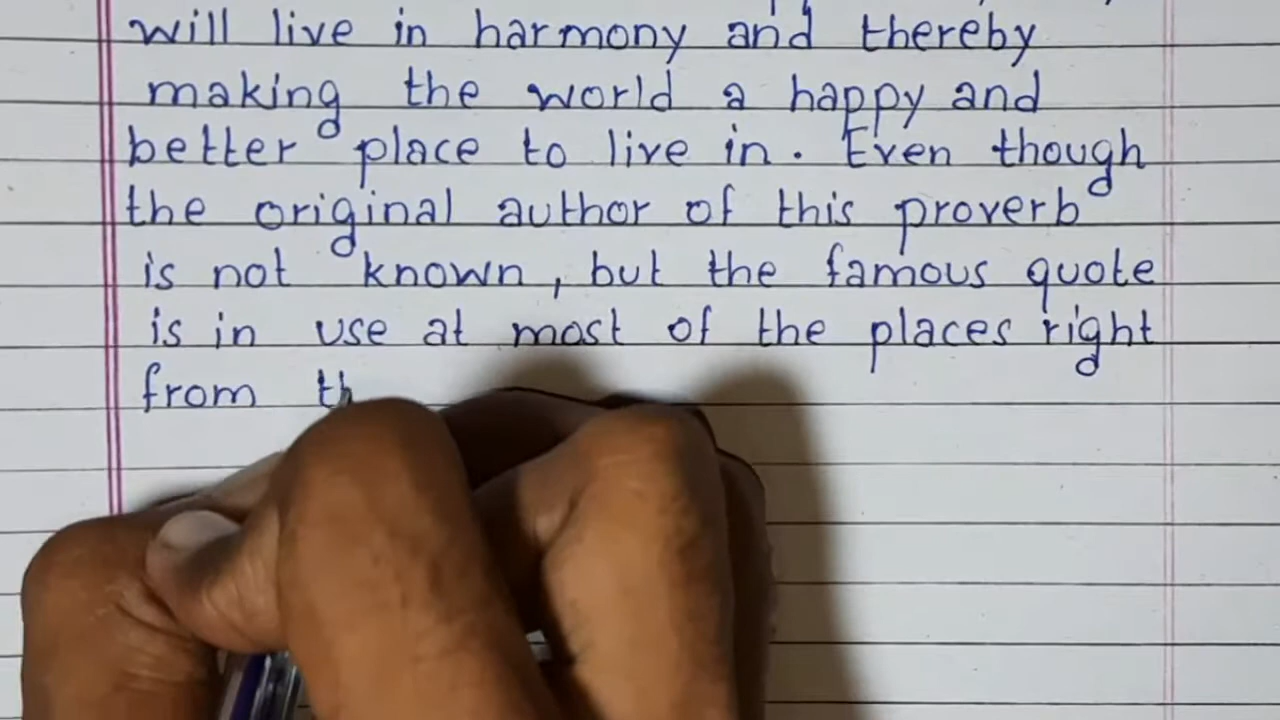 will live in harmony and thereby
making the world a happy and
better place to live in. Even though
the original author of this proverb
is not known, but the famous quote
is in use at most of the places right
from th